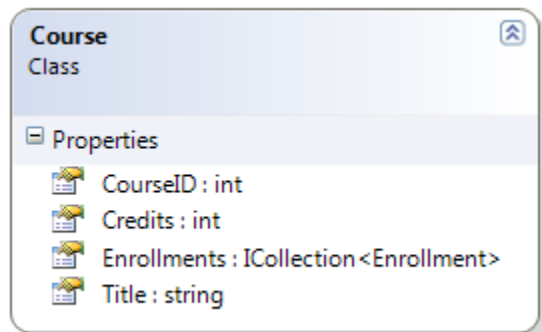 Course
Class
Properties
CourseID : int
Credits : int
Enrollments : ICollection<Enrollment>
Title : string